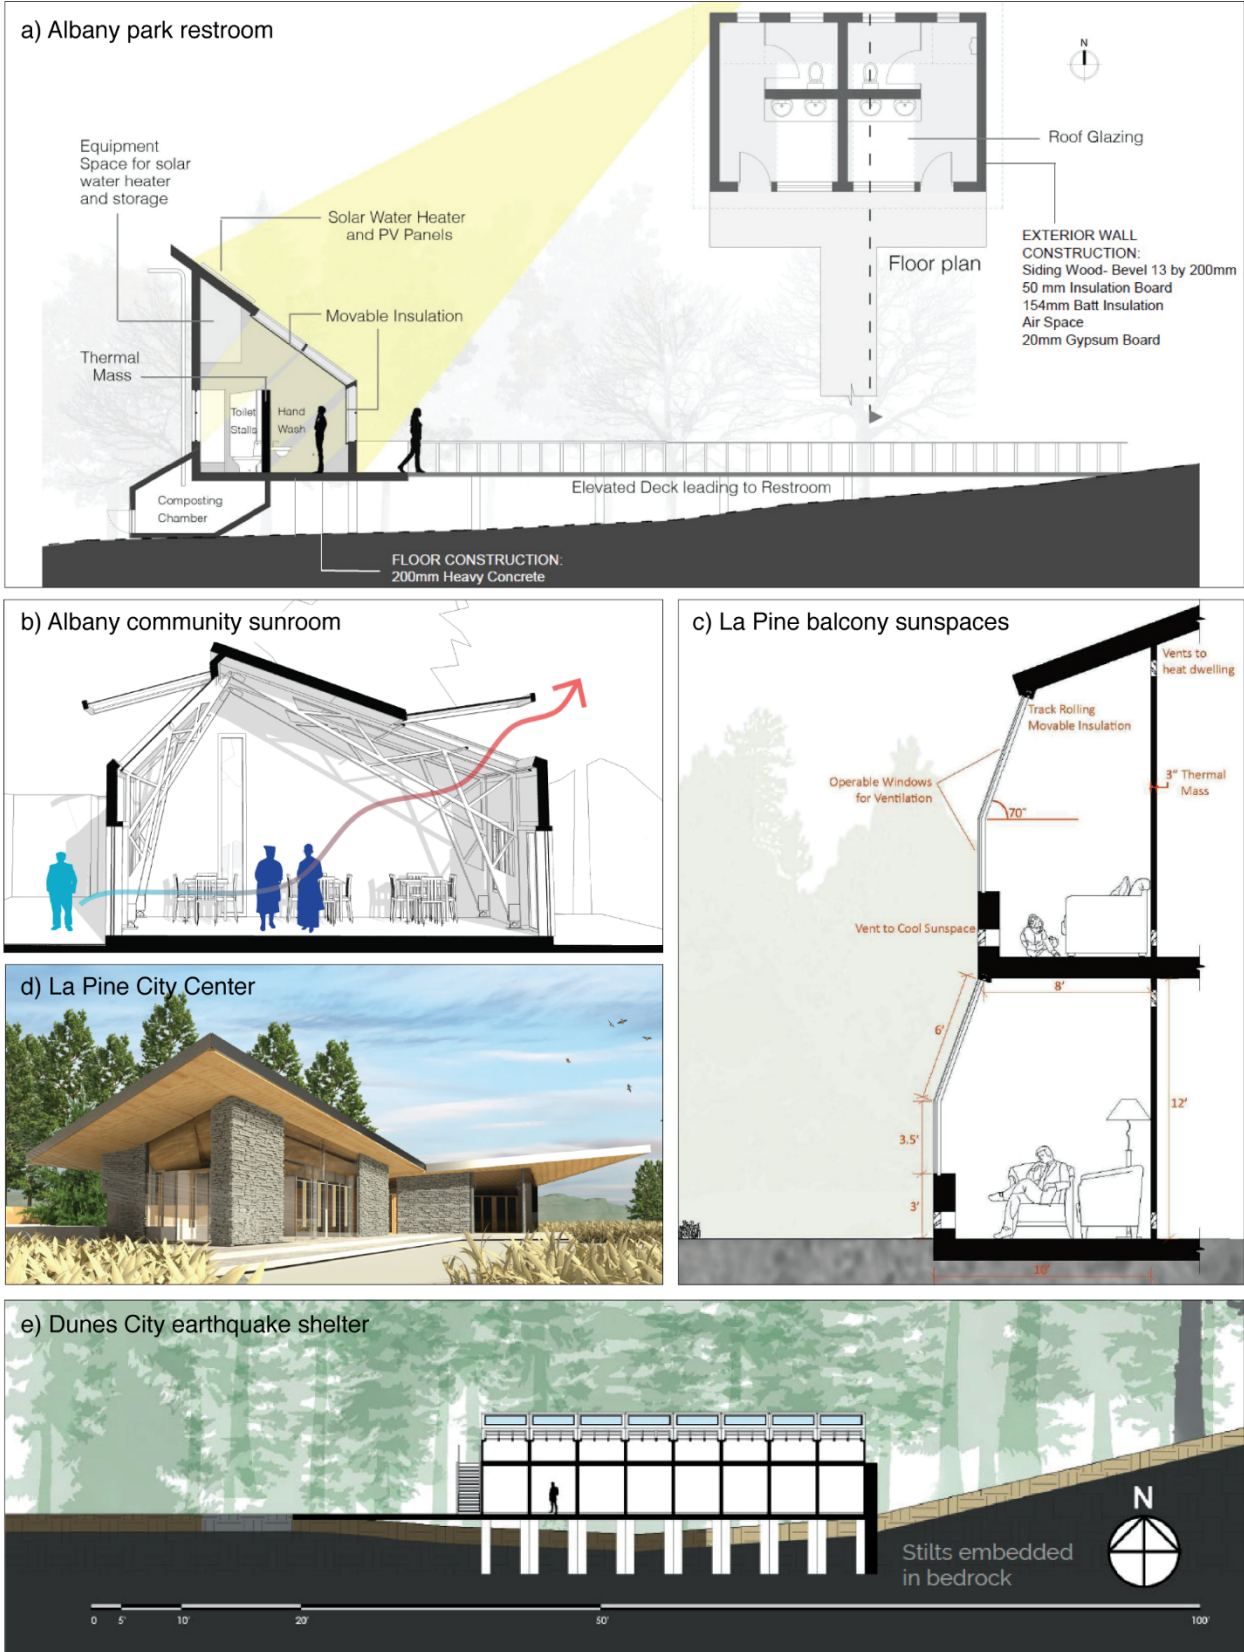 a) Albany park restroom
N
Equipment
Space for solar
water heater
and storage
Roof Glazing
Solar Water Heater
and PV Panels
EXTERIOR WALL
CONSTRUCTION:
Siding Wood- Bevel 13 by 200mm
50 mm Insulation Board
154mm Batt Insulation
Air Space
20mm Gypsum Board
Floor plan
Movable Insulation
Thermal
Mass
Toilet
Stalls
Hand
Wash
Elevated Deck leading to Restroom
Composting
Chamber
FLOOR CONSTRUCTION:
200mm Heavy Concrete
b) Albany community sunroom
c) La Pine balcony sunspaces
Vents to
heat dwelling
Track Rolling
Movable Insulation
Operable Windows
for Ventilation
3" Thermal
Mass
70°
Vent to Cool Sunspace
8'
6'
12'
3.5'
3'
10'
d) La Pine City Center
e) Dunes City earthquake shelter
N
Stilts embedded
in bedrock
0 5' 10' 20' 50' 100'